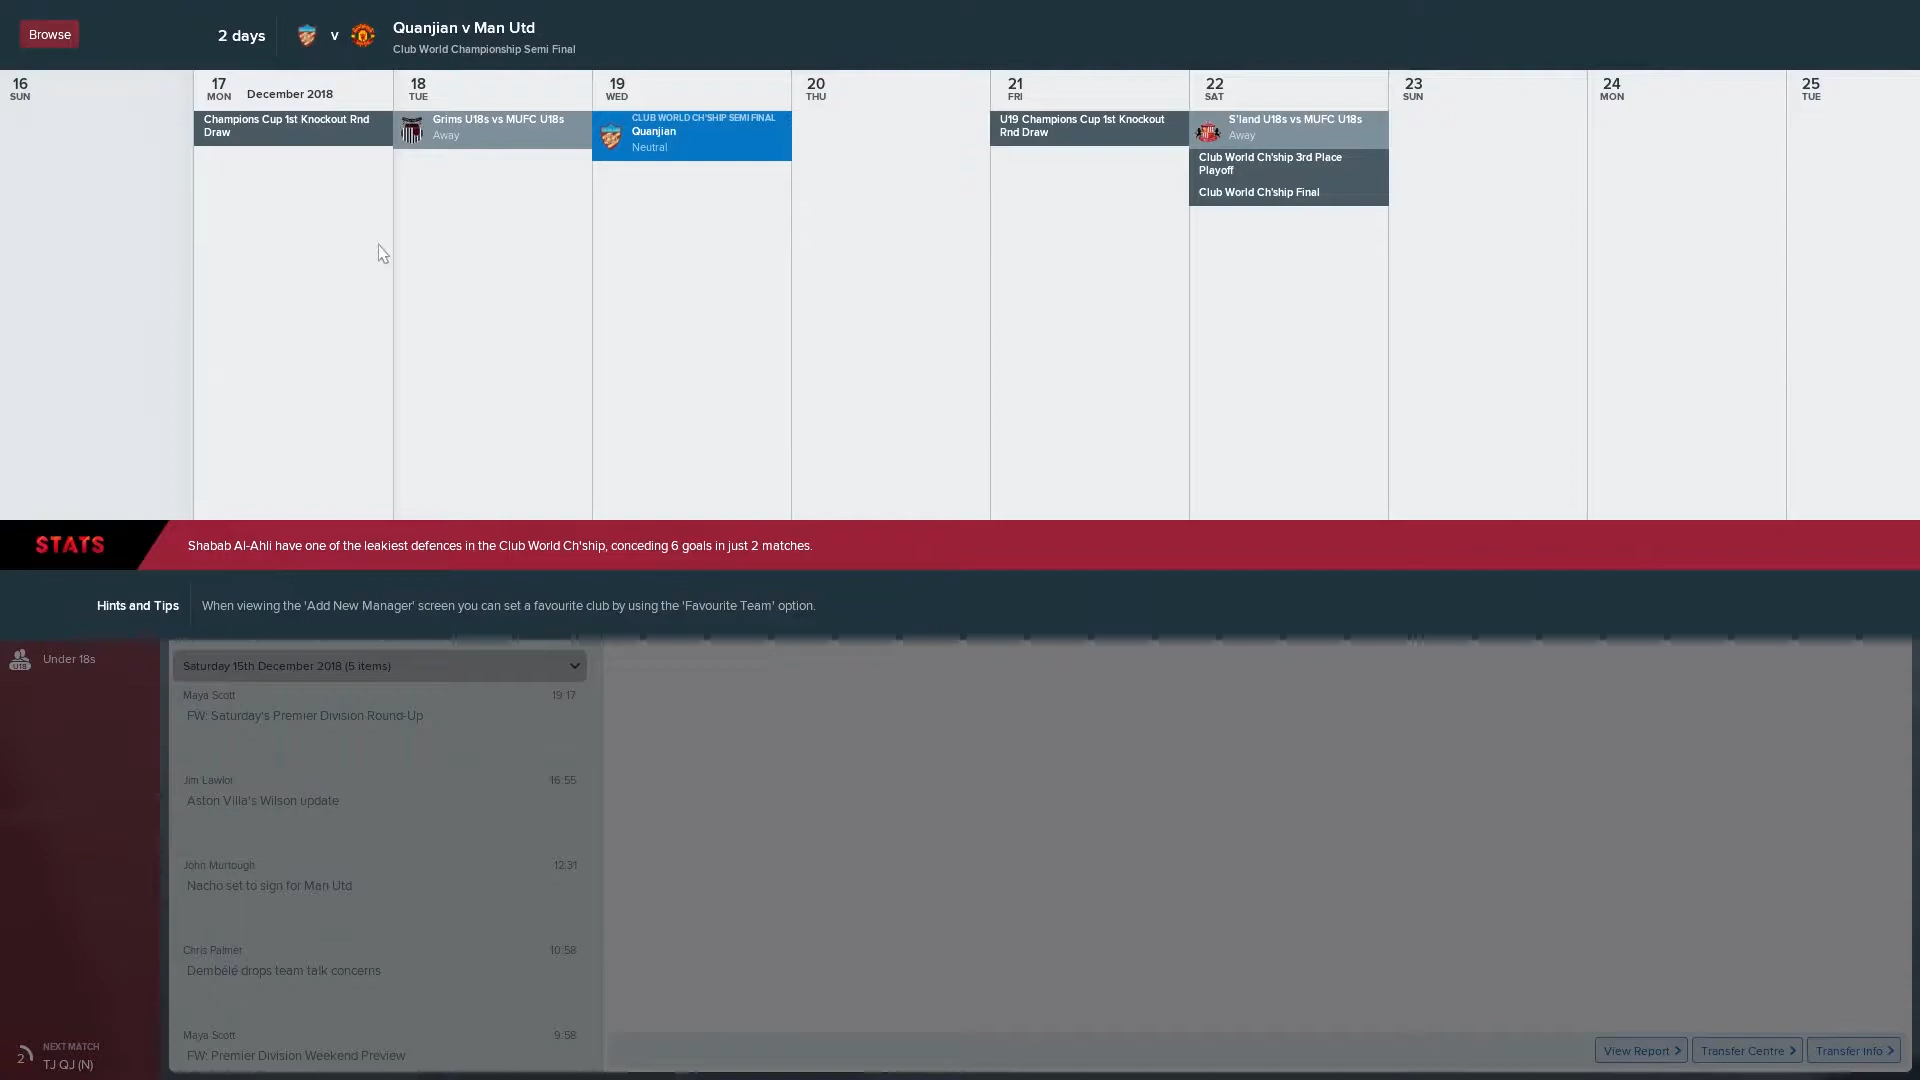 Browse
2 days
v
Quanjian v Man Utd
Club World Championship Semi Final
16
SUN
17
MON
December 2018
18
TUE
19
WED
20
THU
21
FRI
22
SAT
23
SUN
24
MON
25
TUE
Champions Cup 1st Knockout Rnd
Draw
Grims U18s vs MUFC U18s
Away
CLUB WORLD CH'SHIP SEMI FINAL
Quanjian
Neutral
U19 Champions Cup 1st Knockout
Rnd Draw
S'land U18s vs MUFC U18s
Away
Club World Ch'ship 3rd Place
Playoff
Club World Ch'ship Final
STATS
Shabab Al-Ahli have one of the leakiest defences in the Club World Ch'ship, conceding 6 goals in just 2 matches.
Hints and Tips
When viewing the 'Add New Manager' screen you can set a favourite club by using the 'Favourite Team' option.
U18
Under 18s
Saturday 15th December 2018 (5 items)
Maya Scott 19:17
FW: Saturday's Premier Division Round-Up
Jim Lawlor 16:55
Aston Villa's Wilson update
John Murtough 12:31
Nacho set to sign for Man Utd
Chris Palmer 10:58
Dembélé drops team talk concerns
Maya Scott 9:58
FW: Premier Division Weekend Preview
2
NEXT MATCH
TJ QJ (N)
View Report
Transfer Centre
Transfer Info